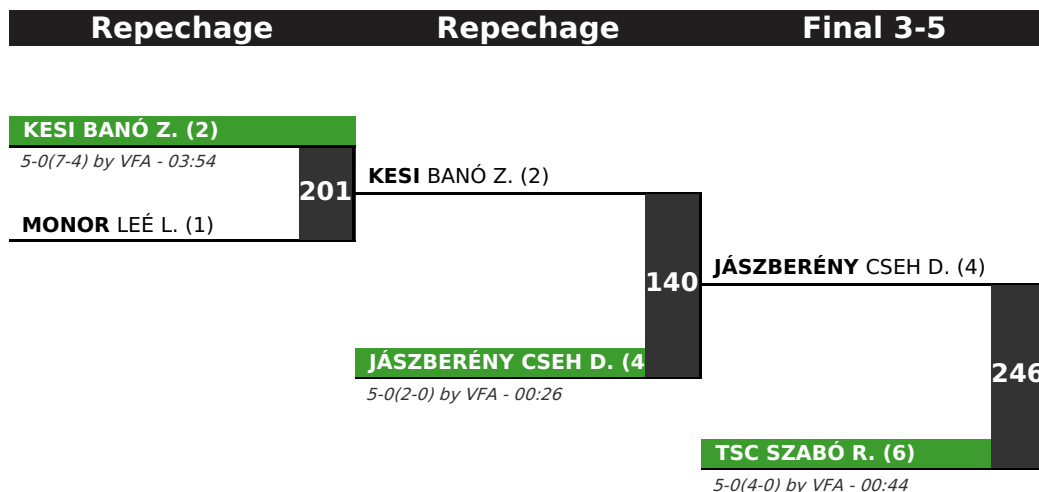 Repechage Repechage Final 3-5
KESI BANÓ Z. (2)
5-0(7-4) by VFA - 03:54
201
MONOR LEÉ L. (1)
KESI BANÓ Z. (2)
140
JÁSZBERÉNY CSEH D. (4
5-0(2-0) by VFA - 00:26
JÁSZBERÉNY CSEH D. (4)
246
TSC SZABÓ R. (6)
5-0(4-0) by VFA - 00:44